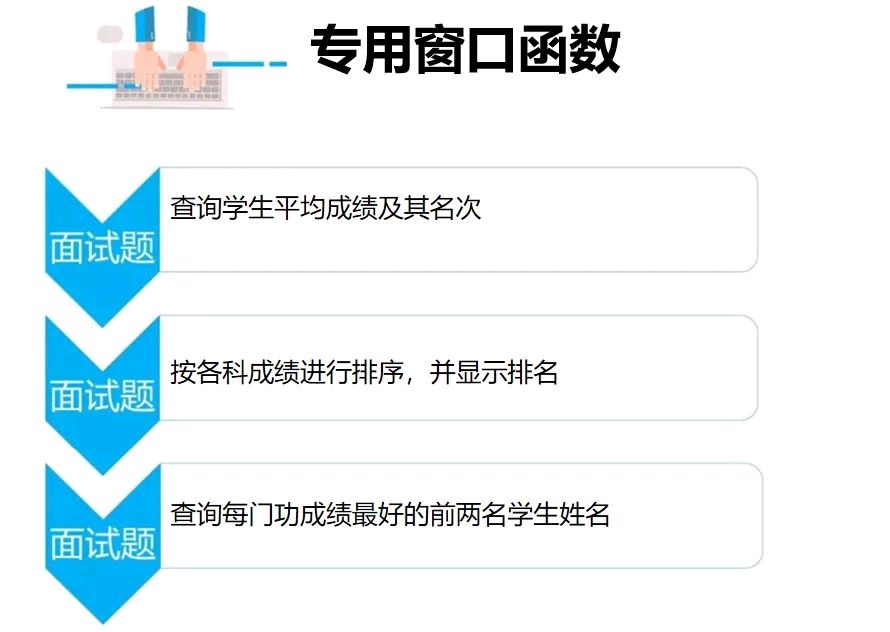 专用窗口函数
面试题
查询学生平均成绩及其名次
面试题
按各科成绩进行排序，并显示排名
面试题
查询每门功成绩最好的前两名学生姓名